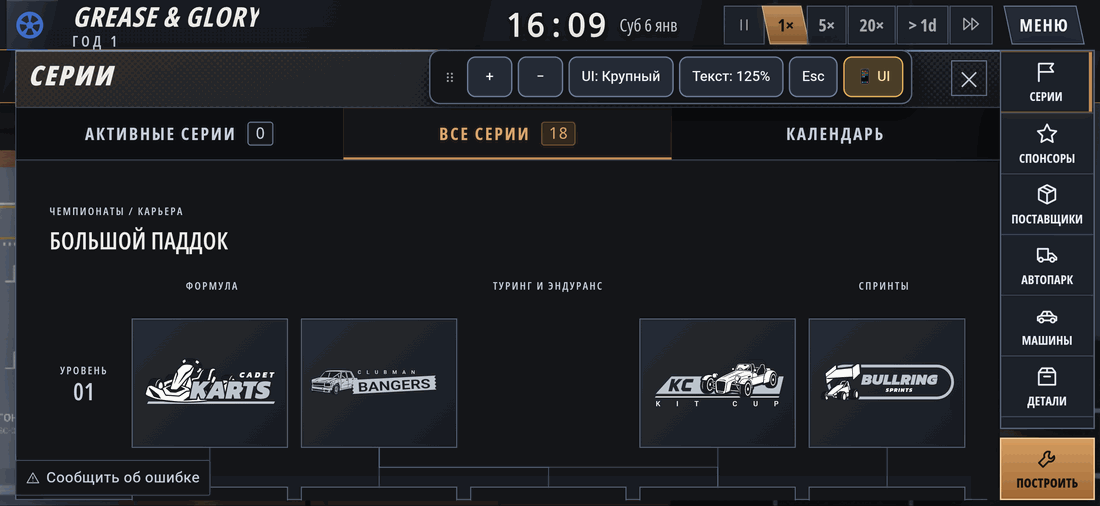 GREASE & GLORY
ГОД 1
16:09 Суб 6 янв
1× 5× 20× > 1d
МЕНЮ
СЕРИИ
+ − UI: Крупный Текст: 125% Esc UI
АКТИВНЫЕ СЕРИИ 0
ВСЕ СЕРИИ 18
КАЛЕНДАРЬ
ЧЕМПИОНАТЫ / КАРЬЕРА
БОЛЬШОЙ ПАДДОК
ФОРМУЛА
ТУРИНГ И ЭНДУРАНС
СПРИНТЫ
УРОВЕНЬ
01
CADET
KARTS
CLUBMAN
BANGERS
KC
KIT CUP
BULLRING
SPRINTS
Сообщить об ошибке
СЕРИИ
СПОНСОРЫ
ПОСТАВЩИКИ
АВТОПАРК
МАШИНЫ
ДЕТАЛИ
ПОСТРОИТЬ